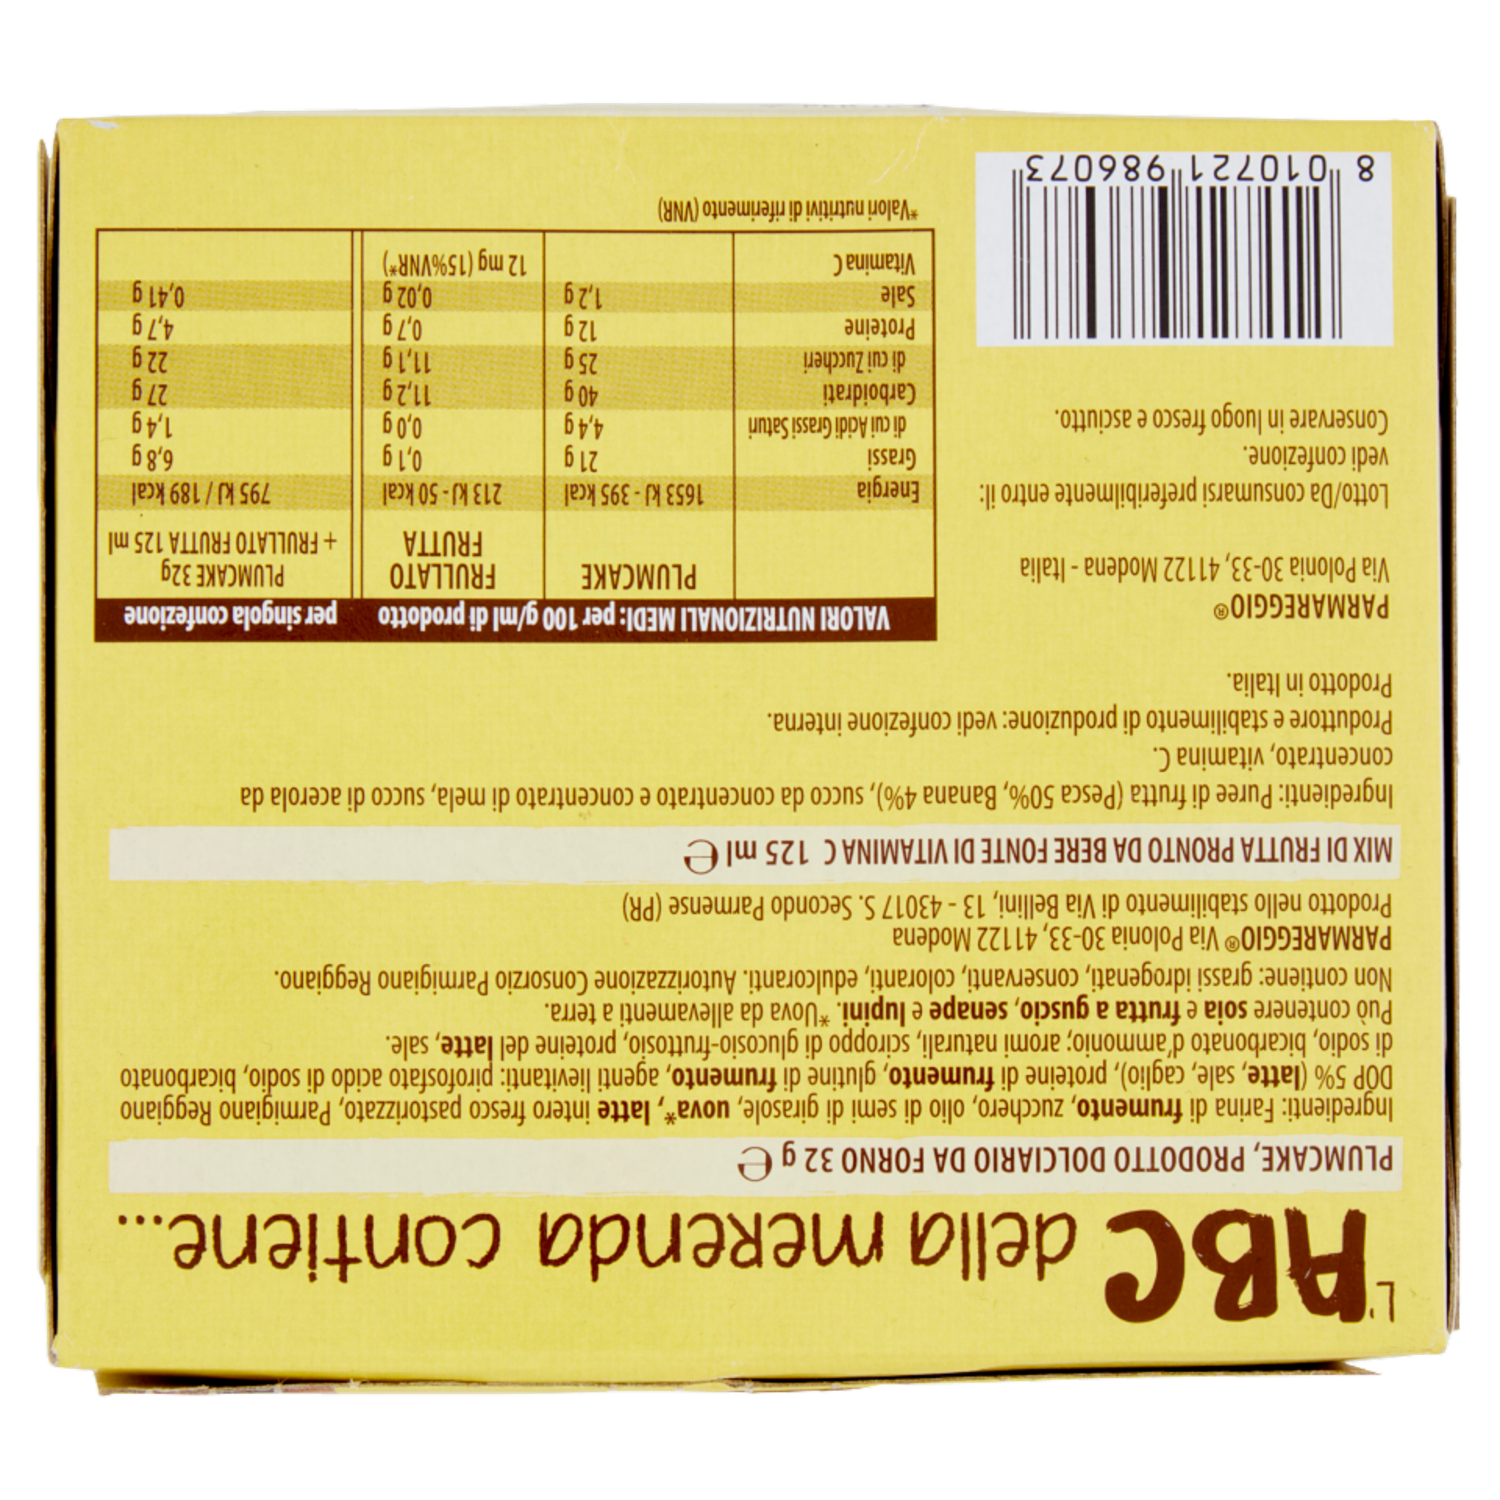 L'ABC della merenda contiene...
PLUMCAKE, PRODOTTO DOLCIARIO DA FORNO 32 g ℮
Ingredienti: Farina di frumento, zucchero, olio di semi di girasole, uova*, latte intero fresco pastorizzato, Parmigiano Reggiano
DOP 5% (latte, sale, caglio), proteine di frumento, glutine di frumento, agenti lievitanti: pirofosfato acido di sodio, bicarbonato
di sodio, bicarbonato d'ammonio; aromi naturali, sciroppo di glucosio-fruttosio, proteine del latte, sale.
Può contenere soia e frutta a guscio, senape e lupini. *Uova da allevamenti a terra.
Non contiene: grassi idrogenati, conservanti, coloranti, edulcoranti. Autorizzazione Consorzio Parmigiano Reggiano.
PARMAREGGIO® Via Polonia 30-33, 41122 Modena
Prodotto nello stabilimento di Via Bellini, 13 - 43017 S. Secondo Parmense (PR)
MIX DI FRUTTA PRONTO DA BERE FONTE DI VITAMINA C 125 ml ℮
Ingredienti: Puree di frutta (Pesca 50%, Banana 4%), succo da concentrato e concentrato di mela, succo di acerola da
concentrato, vitamina C.
Produttore e stabilimento di produzione: vedi confezione interna.
Prodotto in Italia.
PARMAREGGIO®
Via Polonia 30-33, 41122 Modena - Italia
Lotto/Da consumarsi preferibilmente entro il:
vedi confezione.
Conservare in luogo fresco e asciutto.
8 010721 986073
VALORI NUTRIZIONALI MEDI: per 100 g/ml di prodotto per singola confezione
PLUMCAKE FRULLATO FRUTTA PLUMCAKE 32g + FRULLATO FRUTTA 125 ml
Energia 1653 kJ - 395 kcal 213 kJ - 50 kcal 795 kJ / 189 kcal
Grassi 21 g 0,1 g 6,8 g
di cui Acidi Grassi Saturi 4,4 g 0,0 g 1,4 g
Carboidrati 40 g 11,2 g 27 g
di cui Zuccheri 25 g 11,1 g 22 g
Proteine 12 g 0,7 g 4,7 g
Sale 1,2 g 0,02 g 0,41 g
Vitamina C 12 mg (15%VNR*)
*Valori nutritivi di riferimento (VNR)